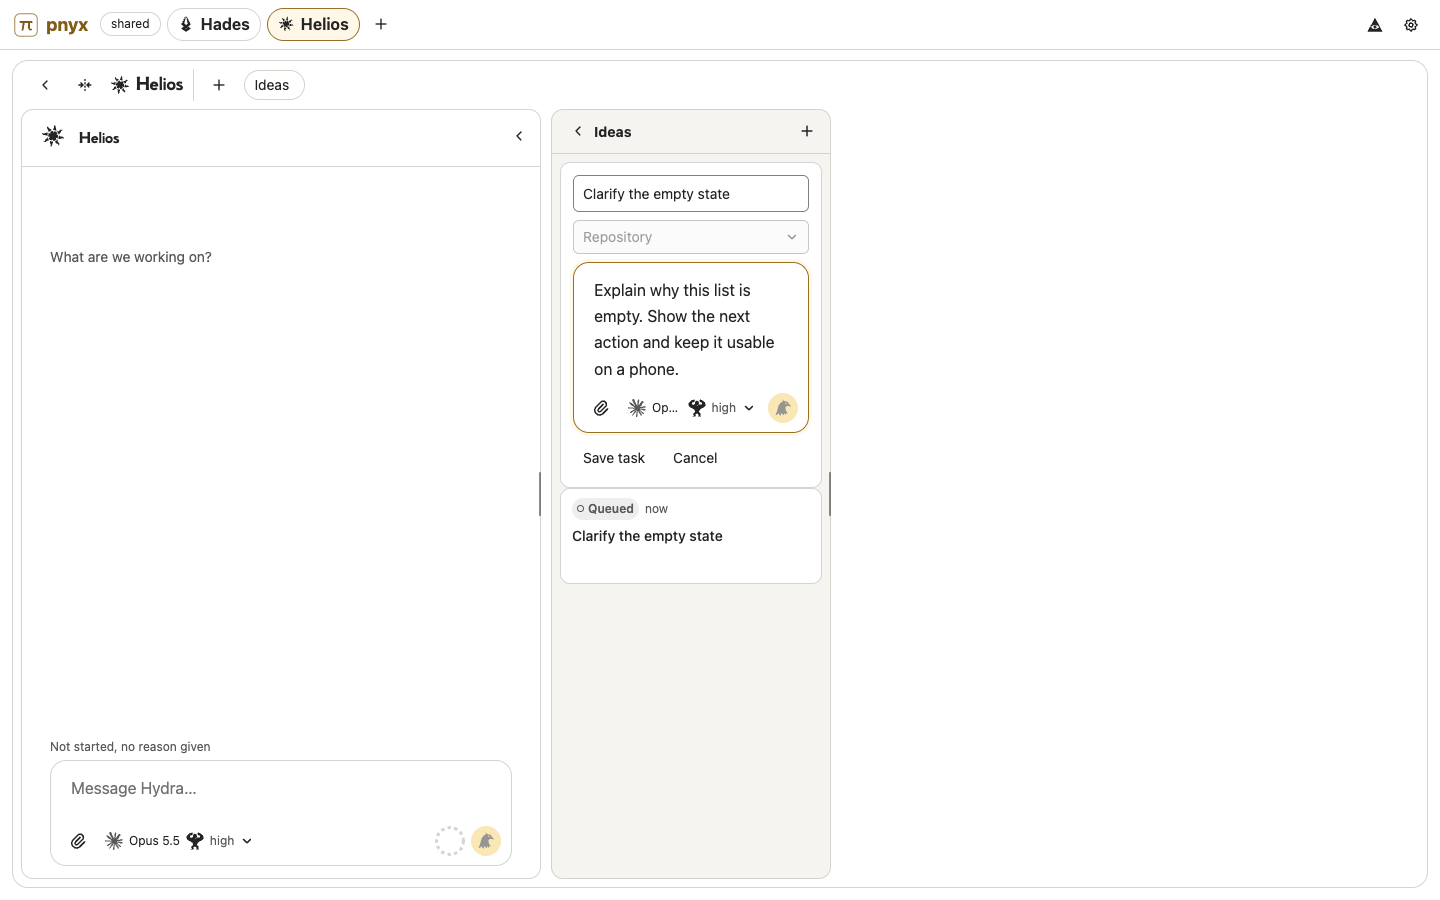 π pnyx shared Hades Helios
Helios Ideas
Helios
What are we working on?
Not started, no reason given
Message Hydra...
Opus 5.5 high
Ideas
Clarify the empty state
Repository
Explain why this list is
empty. Show the next
action and keep it usable
on a phone.
Op... high
Save task Cancel
Queued now
Clarify the empty state